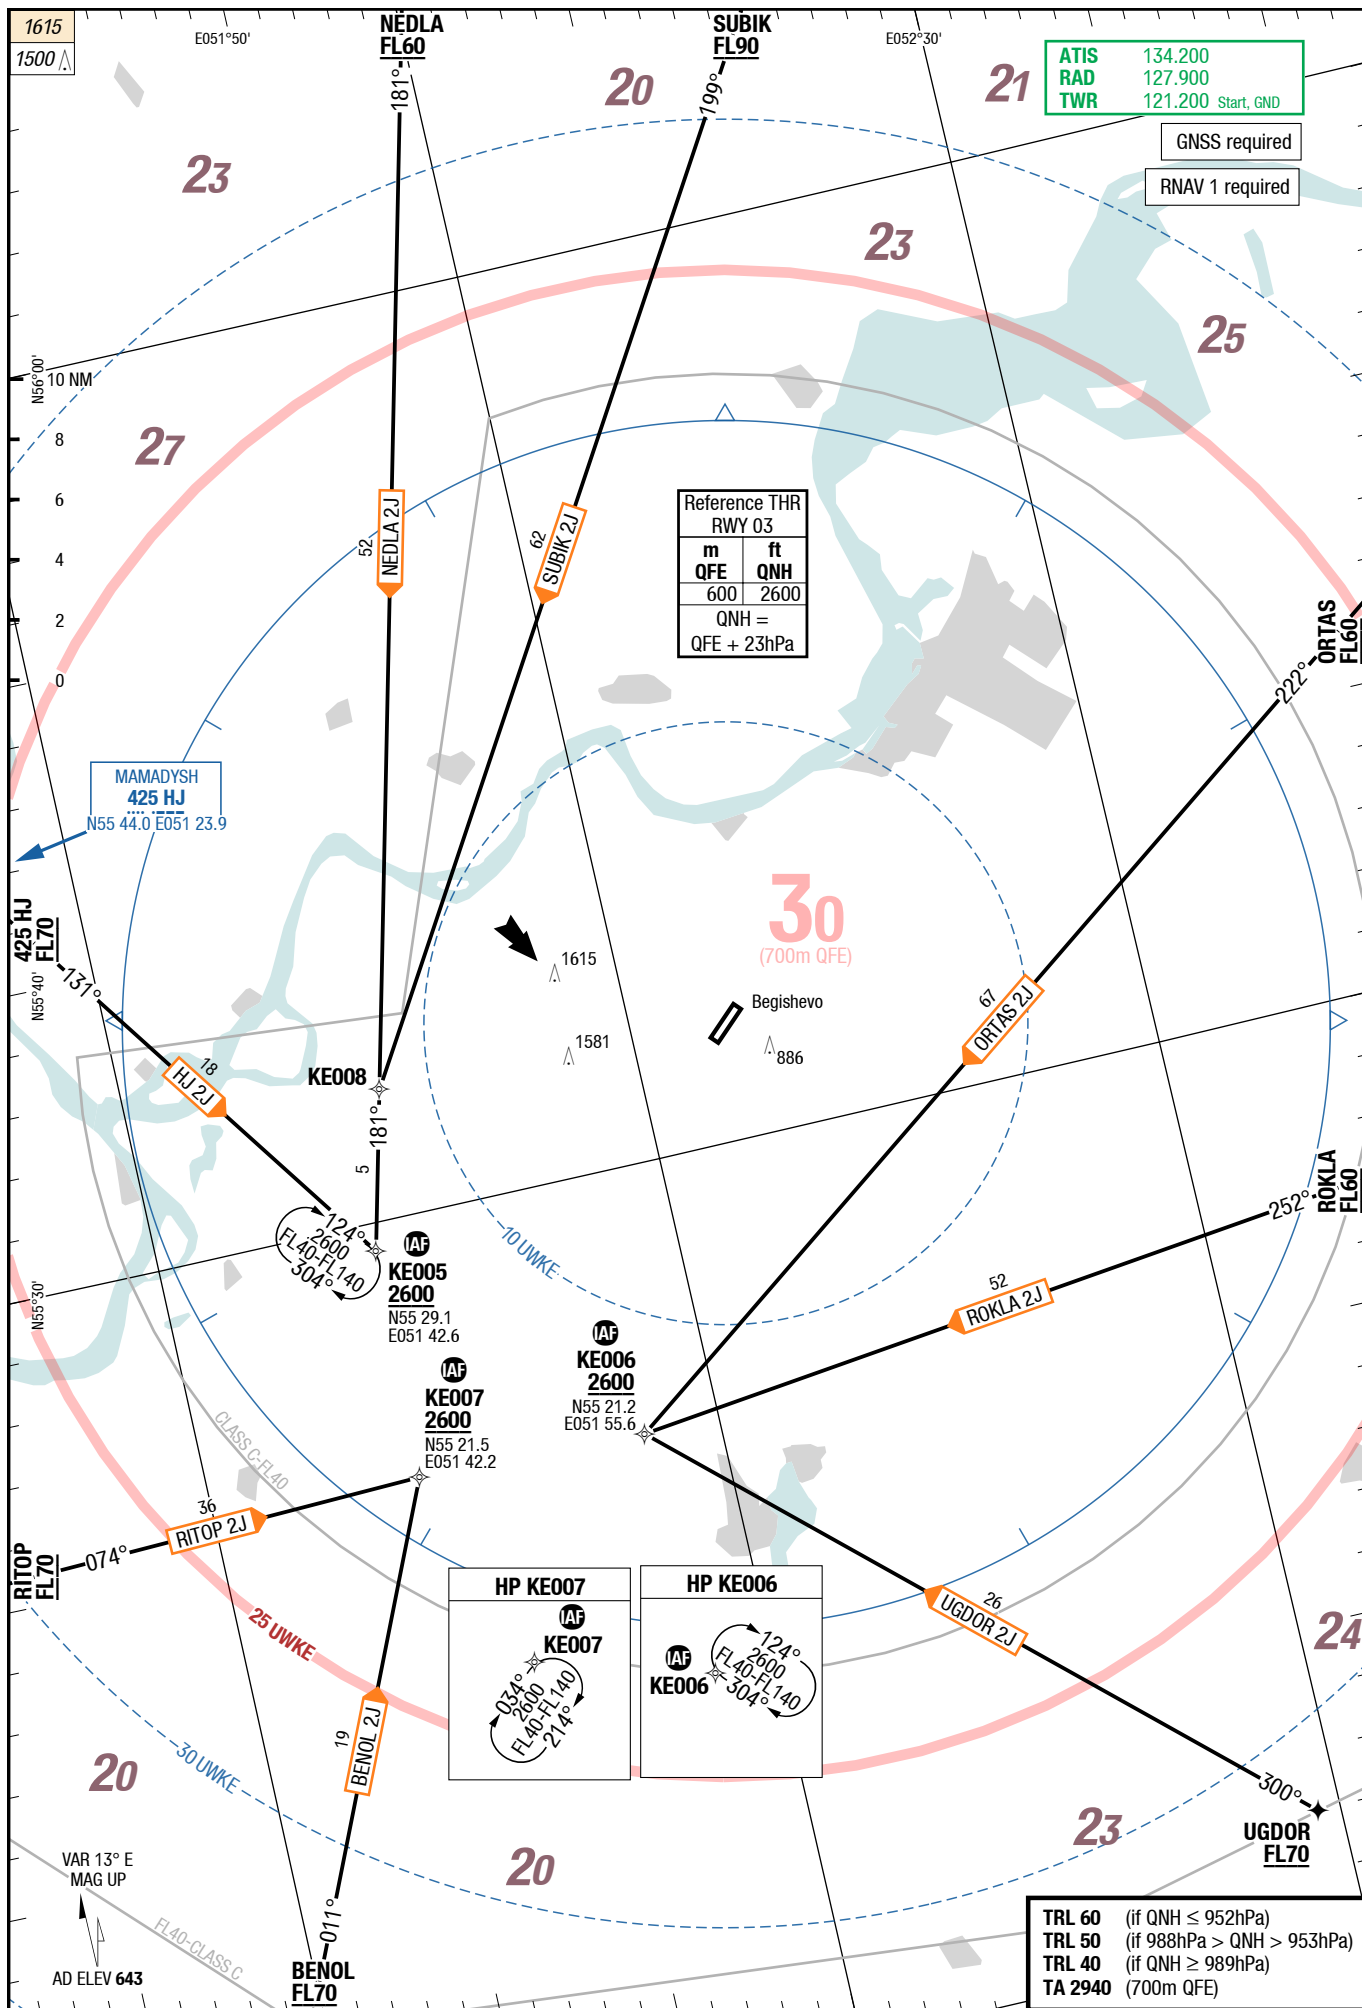 1615
1500
E051°50'
NEDLA
FL60
SUBIK
FL90
E052°30'
ATIS 134.200
RAD 127.900
TWR 121.200 Start, GND
GNSS required
RNAV 1 required
181°
199°
20
21
23
23
25
27
N56°00'
10 NM
8
6
4
2
0
52
NEDLA 2J
62
SUBIK 2J
Reference THR
RWY 03
m ft
QFE QNH
600 2600
QNH =
QFE + 23hPa
ORTAS
FL60
222°
MAMADYSH
425 HJ
N55 44.0 E051 23.9
425 HJ
FL70
131°
N55°40'
30
(700m QFE)
1615
Begishevo
1581
886
67
ORTAS 2J
18
HJ 2J
KE008
181°
5
ROKLA
FL60
252°
52
ROKLA 2J
124°
2600
FL40-FL140
304°
IAF
KE005
2600
N55 29.1
E051 42.6
10 UWKE
N55°30'
IAF
KE006
2600
N55 21.2
E051 55.6
IAF
KE007
2600
N55 21.5
E051 42.2
CLASS C-FL40
36
RITOP 2J
074°
RITOP
FL70
25 UWKE
HP KE007
IAF
KE007
034°
2600
FL40-FL140
214°
HP KE006
IAF
KE006
124°
2600
FL40-FL140
304°
26
UGDOR 2J
24
19
BENOL 2J
30 UWKE
20
300°
UGDOR
FL70
23
20
VAR 13° E
MAG UP
AD ELEV 643
FL40-CLASS C
011°
BENOL
FL70
TRL 60 (if QNH ≤ 952hPa)
TRL 50 (if 988hPa > QNH > 953hPa)
TRL 40 (if QNH ≥ 989hPa)
TA 2940 (700m QFE)